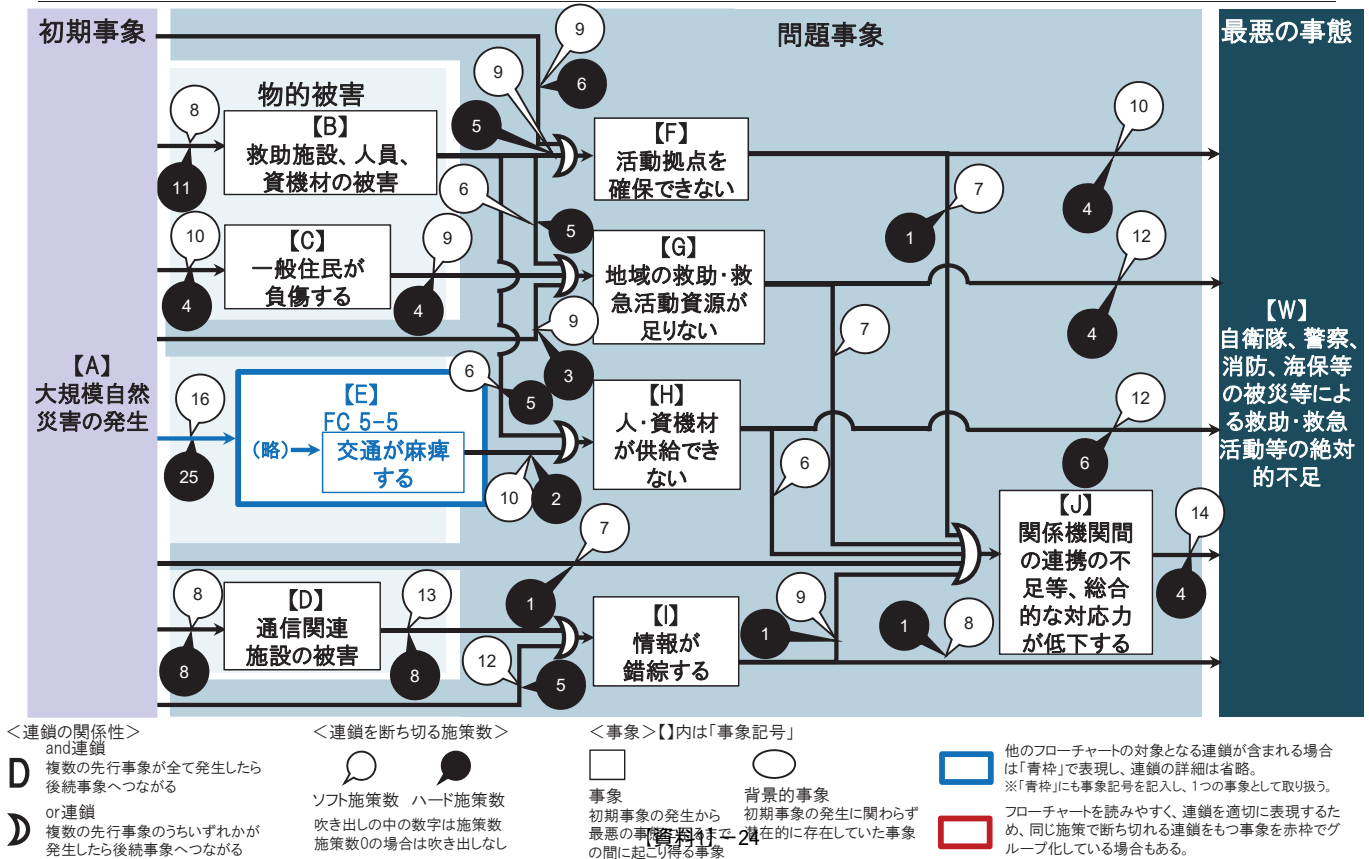 初期事象
問題事象
最悪の事態
物的被害
【A】
大規模自然
災害の発生
8
11
【B】
救助施設、人員、
資機材の被害
10
4
【C】
一般住民が
負傷する
9
4
16
25
【E】
FC 5-5
(略)
交通が麻痺
する
8
8
【D】
通信関連
施設の被害
13
8
9
6
9
5
6
5
9
3
6
5
10
2
7
1
12
5
【F】
活動拠点を
確保できない
【G】
地域の救助・救
急活動資源が
足りない
【H】
人・資機材
が供給でき
ない
【I】
情報が
錯綜する
7
1
7
6
9
1
1
8
【J】
関係機関間
の連携の不
足等、総合
的な対応力
が低下する
10
4
12
4
12
6
14
4
【W】
自衛隊、警察、
消防、海保等
の被災等によ
る救助・救急
活動等の絶対
的不足
＜連鎖の関係性＞
and連鎖
複数の先行事象が全て発生したら
後続事象へつながる
or連鎖
複数の先行事象のうちいずれかが
発生したら後続事象へつながる
＜連鎖を断ち切る施策数＞
ソフト施策数 ハード施策数
吹き出しの中の数字は施策数
施策数0の場合は吹き出しなし
＜事象＞【】内は「事象記号」
事象
初期事象の発生から
最悪の事態に至るまで
の間に起こり得る事象
背景的事象
初期事象の発生に関わらず
潜在的に存在していた事象
【資料1】－24
他のフローチャートの対象となる連鎖が含まれる場合
は「青枠」で表現し、連鎖の詳細は省略。
※「青枠」にも事象記号を記入し、1つの事象として取り扱う。
フローチャートを読みやすく、連鎖を適切に表現するた
め、同じ施策で断ち切れる連鎖をもつ事象を赤枠でグ
ループ化している場合もある。